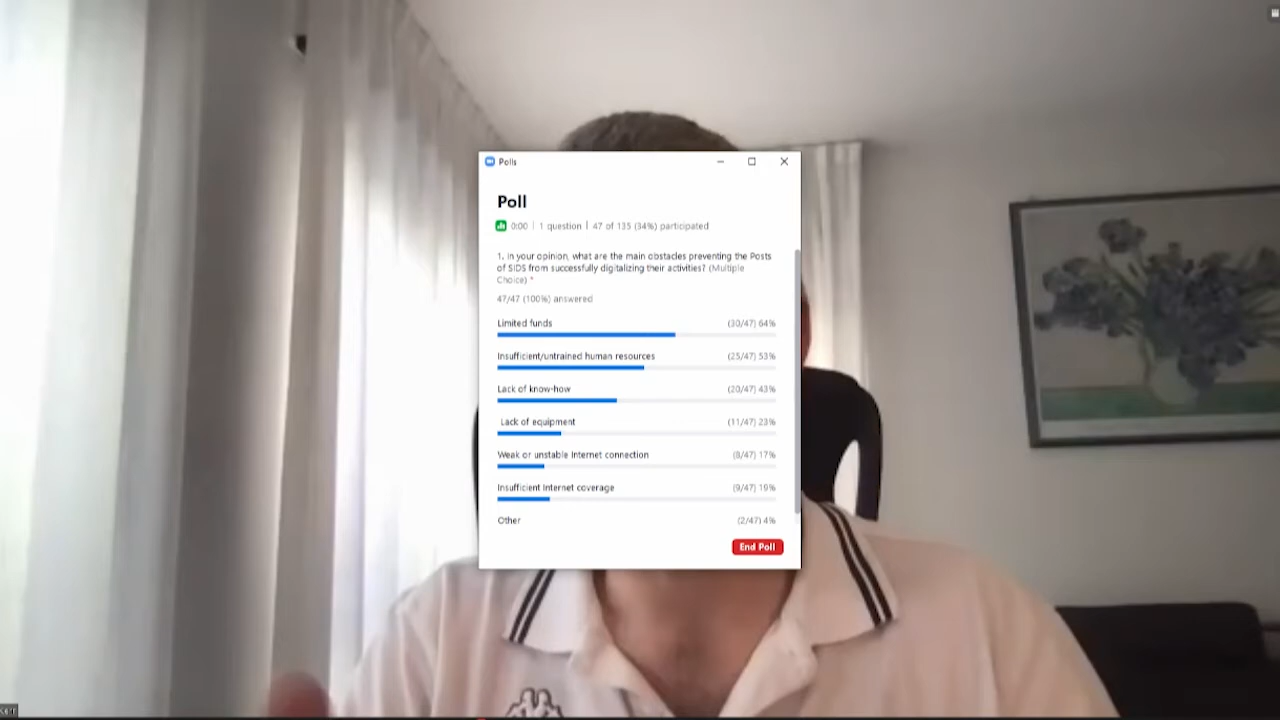 Polls
Poll
0:00 | 1 question | 47 of 135 (34%) participated
1. In your opinion, what are the main obstacles preventing the Posts
of SIDS from successfully digitalizing their activities? (Multiple
Choice) *
47/47 (100%) answered
Limited funds (30/47) 64%
Insufficient/untrained human resources (25/47) 53%
Lack of know-how (20/47) 43%
Lack of equipment (11/47) 23%
Weak or unstable Internet connection (8/47) 17%
Insufficient Internet coverage (9/47) 19%
Other (2/47) 4%
End Poll